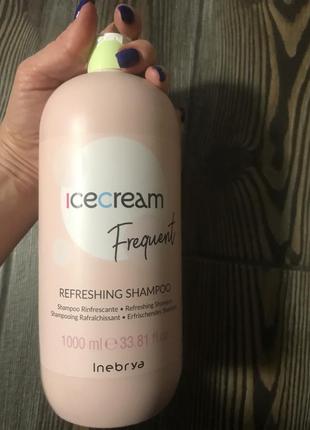 icecream
Frequent
REFRESHING SHAMPOO
Shampoo Rinfrescante • Refreshing Shampoo
Shampooing Rafraîchissant • Erfrischendes Shampoo
1000 ml ℮ 33.81 fl.oz
Inebrya